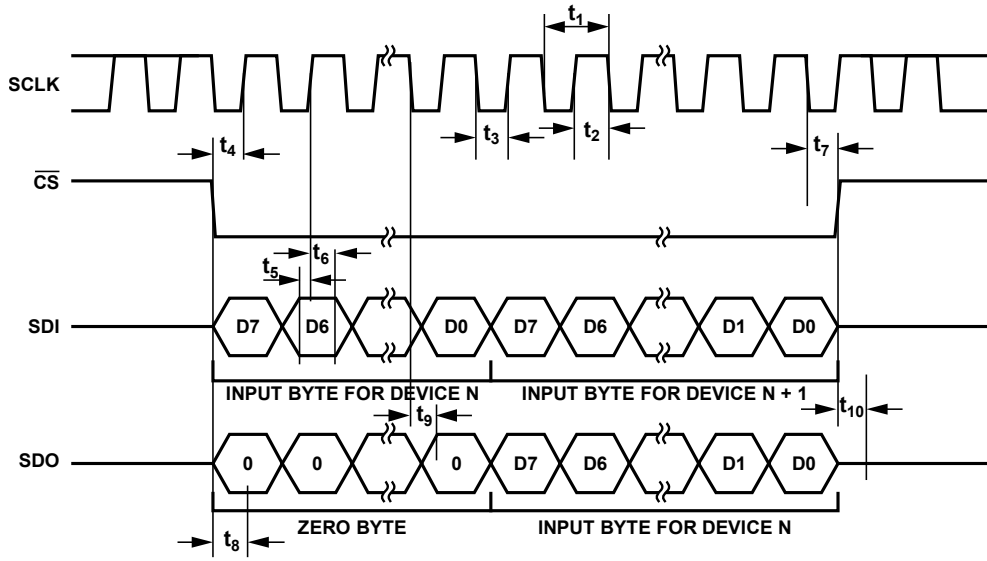 t1
SCLK
t3 t2
t4 t7
CS
t6
t5
SDI D7 D6 D0 D7 D6 D1 D0
INPUT BYTE FOR DEVICE N INPUT BYTE FOR DEVICE N + 1
t9 t10
SDO 0 0 0 D7 D6 D1 D0
ZERO BYTE INPUT BYTE FOR DEVICE N
t8